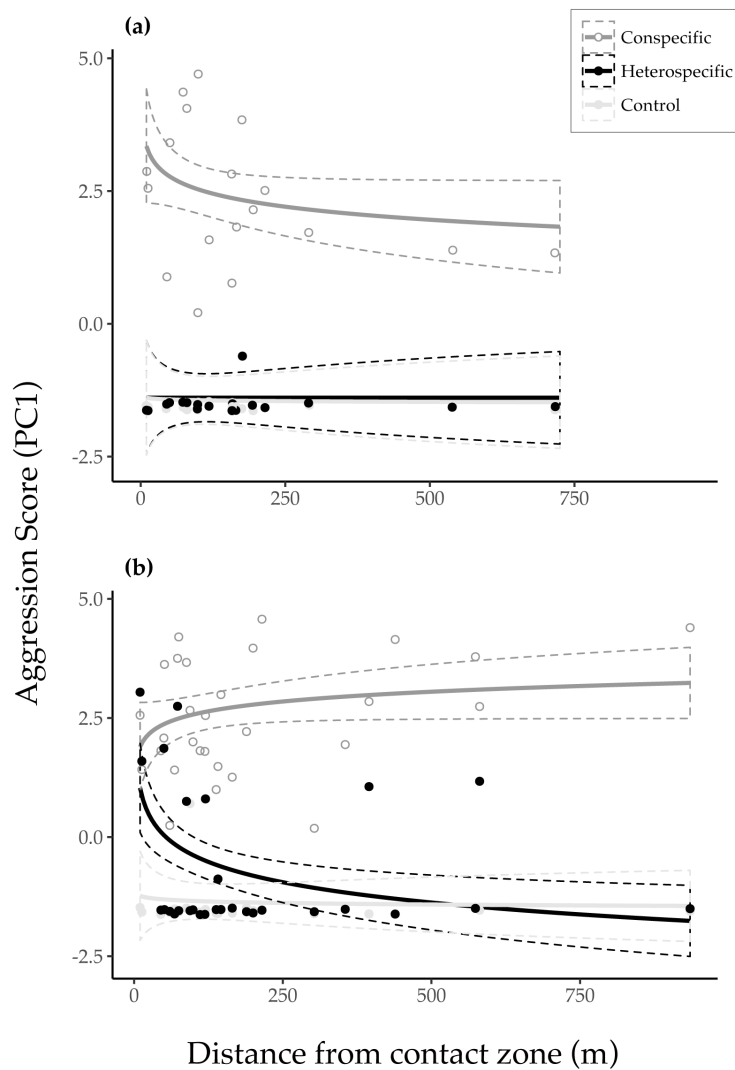 (a)
Conspecific
Heterospecific
Control
5.0
2.5
0.0
-2.5
0 250 500 750
Aggression Score (PC1)
(b)
5.0
2.5
0.0
-2.5
0 250 500 750
Distance from contact zone (m)